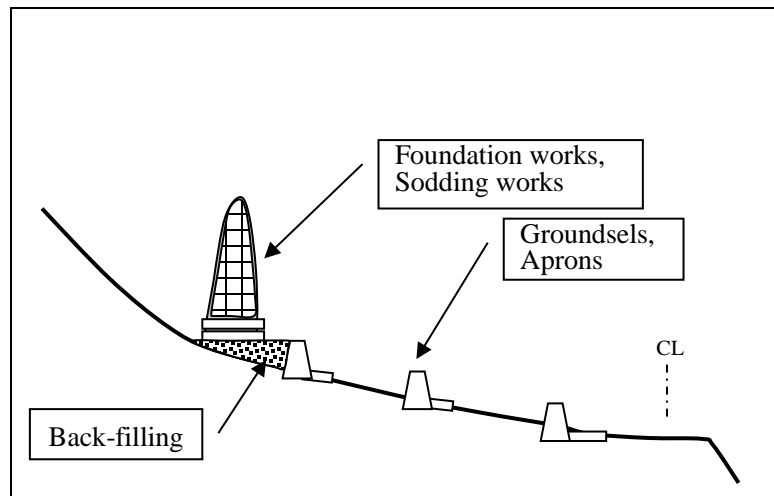 Foundation works,
Sodding works
Groundsels,
Aprons
CL
Back-filling